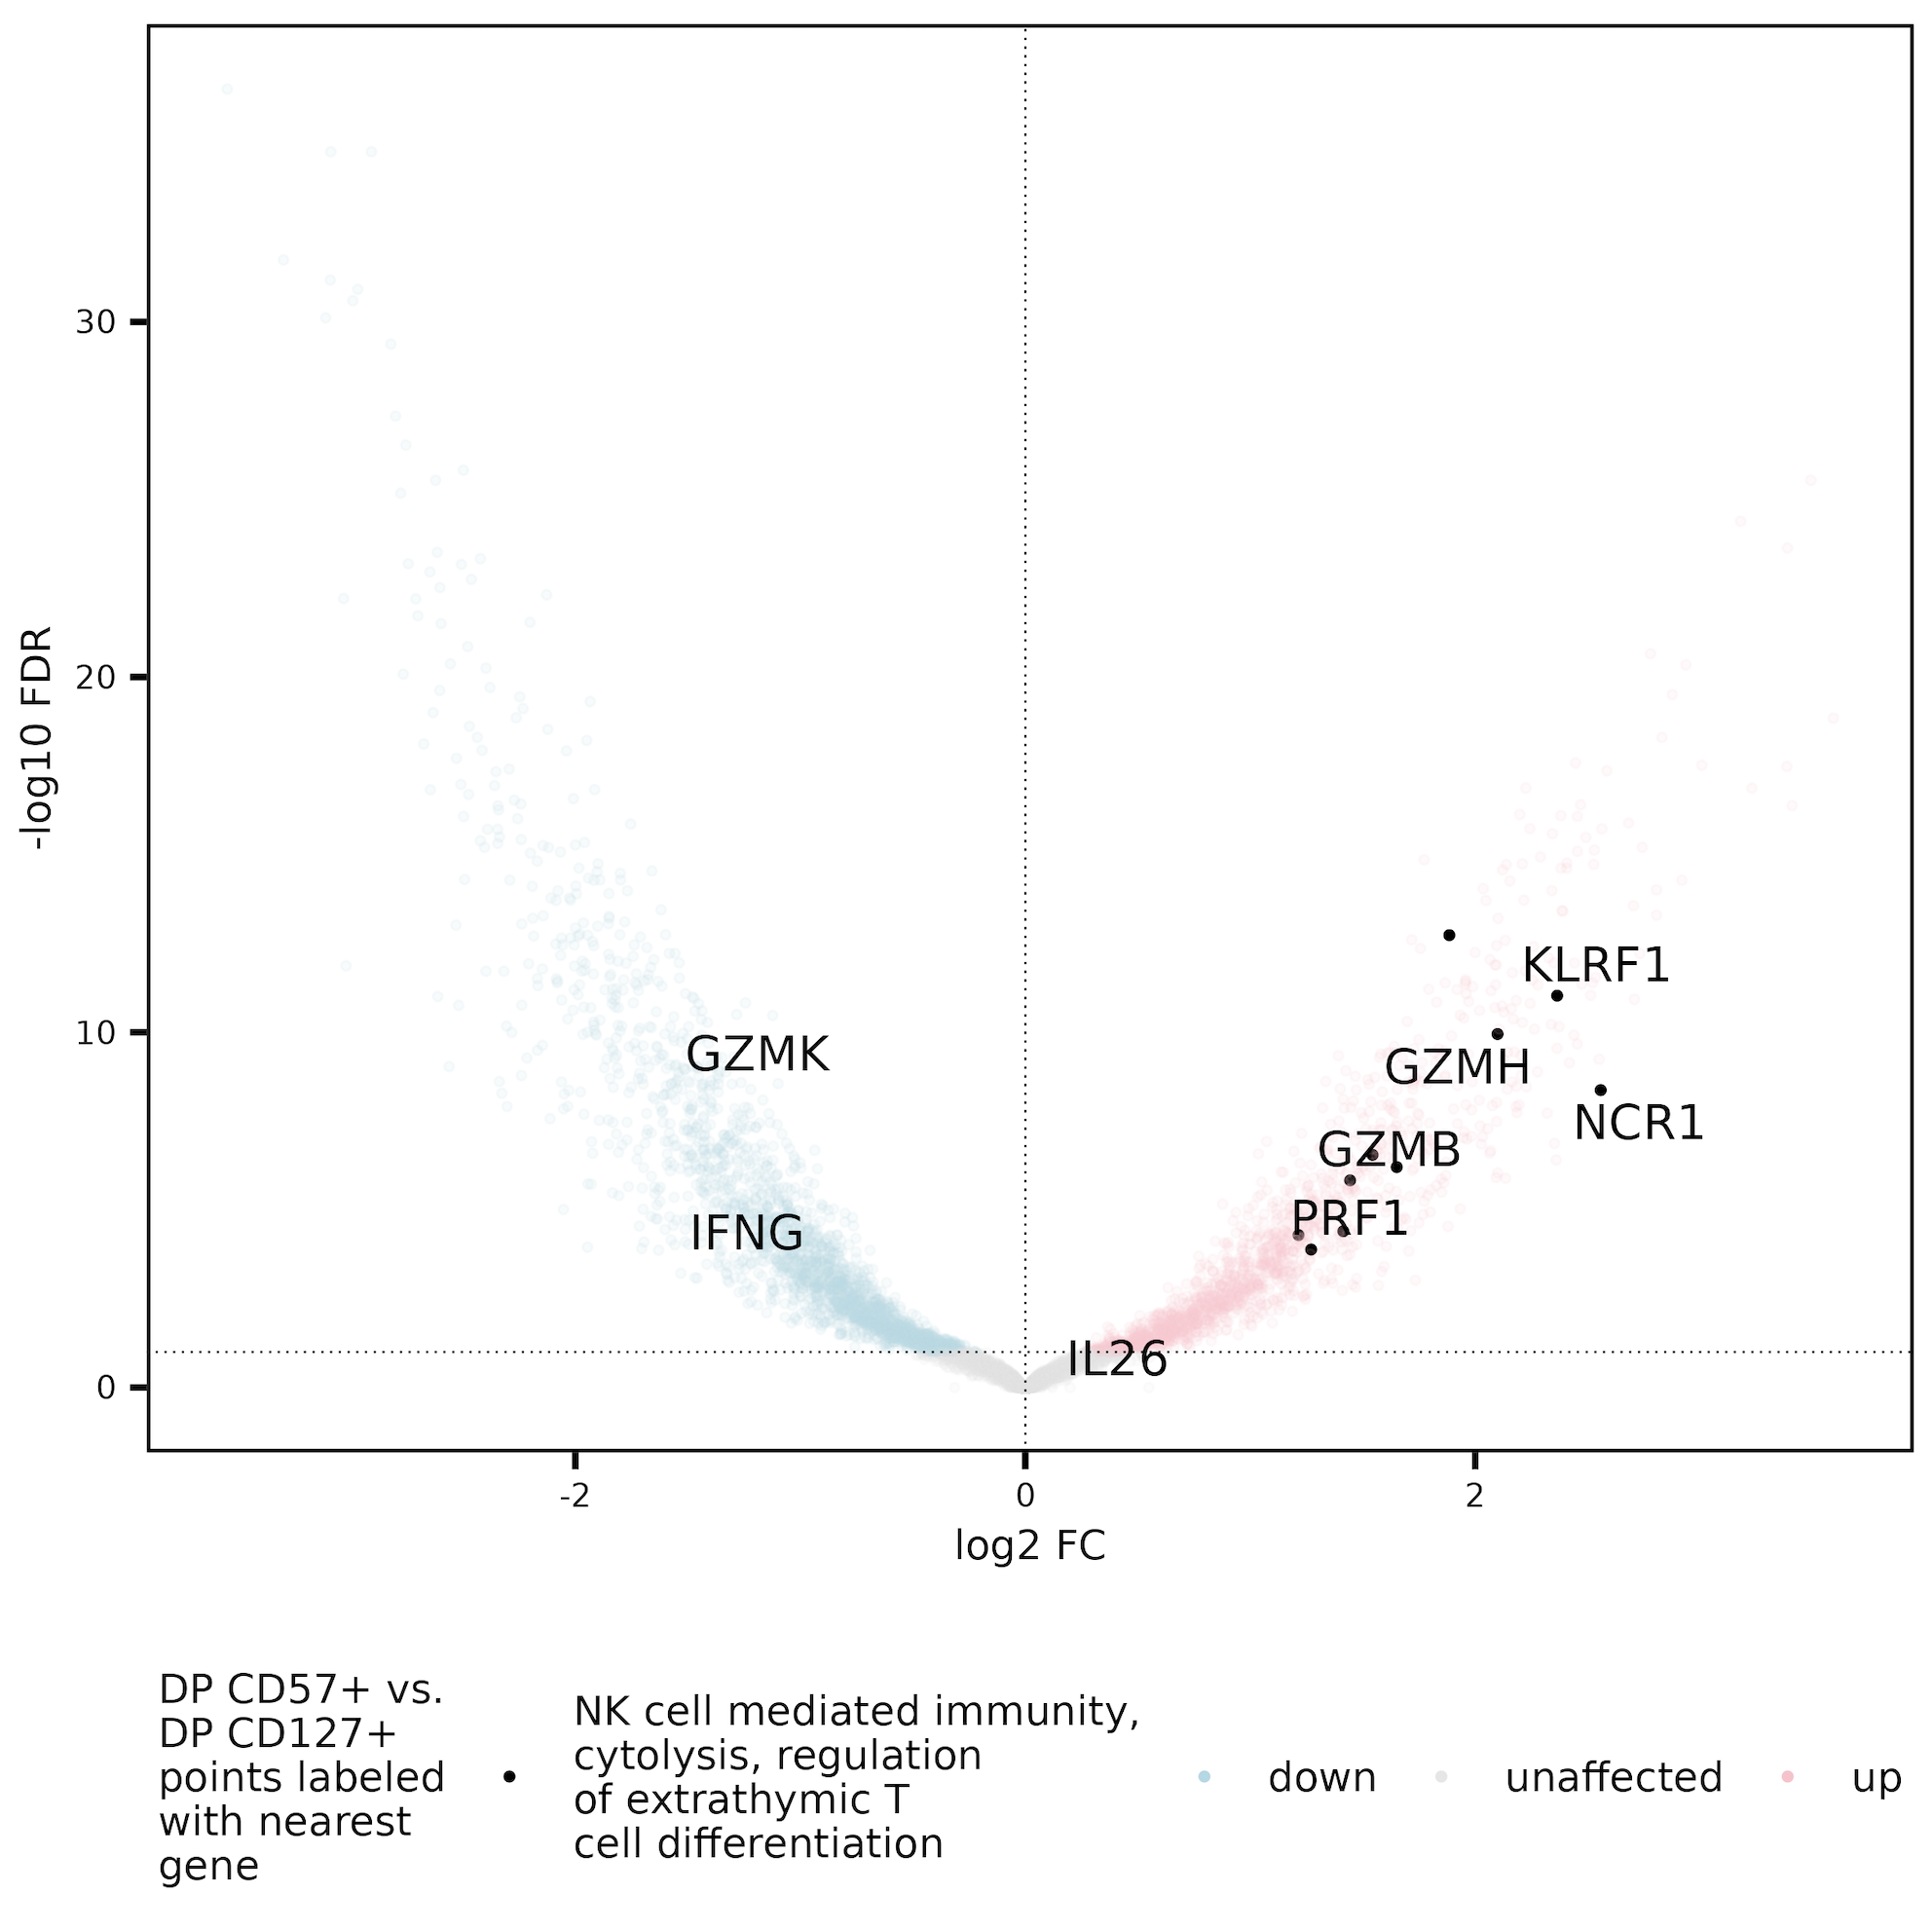 -log10 FDR
30
20
10
0
KLRF1
GZMK
GZMH
NCR1
GZMB
PRF1
IFNG
IL26
-2
0
2
log2 FC
DP CD57+ vs.
DP CD127+
points labeled
with nearest
gene
NK cell mediated immunity,
cytolysis, regulation
of extrathymic T
cell differentiation
down
unaffected
up